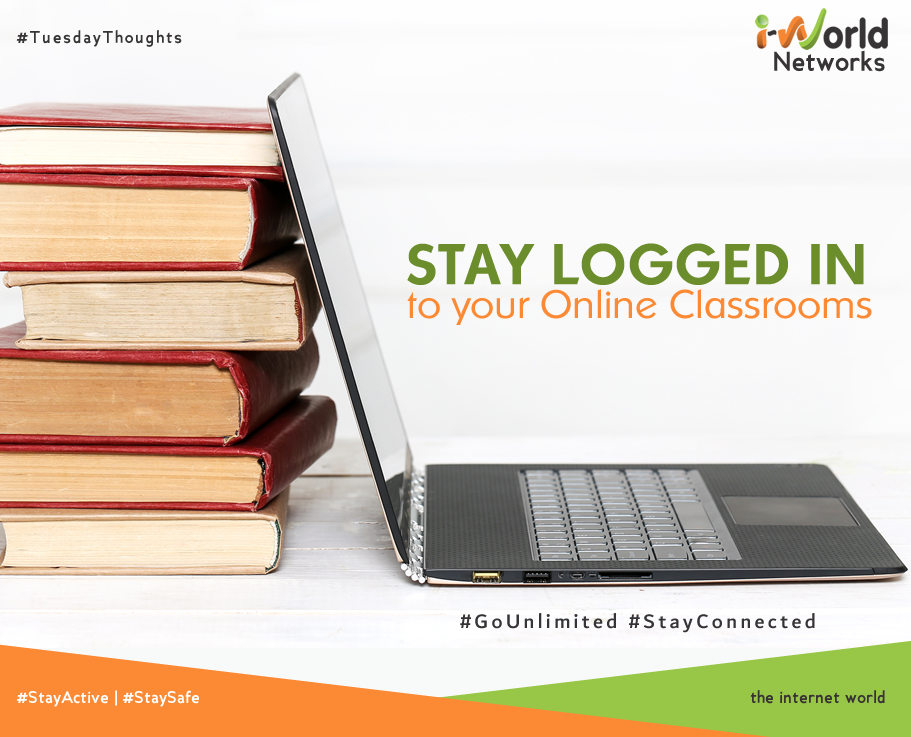 #TuesdayThoughts
i-World
Networks
STAY LOGGED IN
to your Online Classrooms
#GoUnlimited #StayConnected
#StayActive | #StaySafe
the internet world